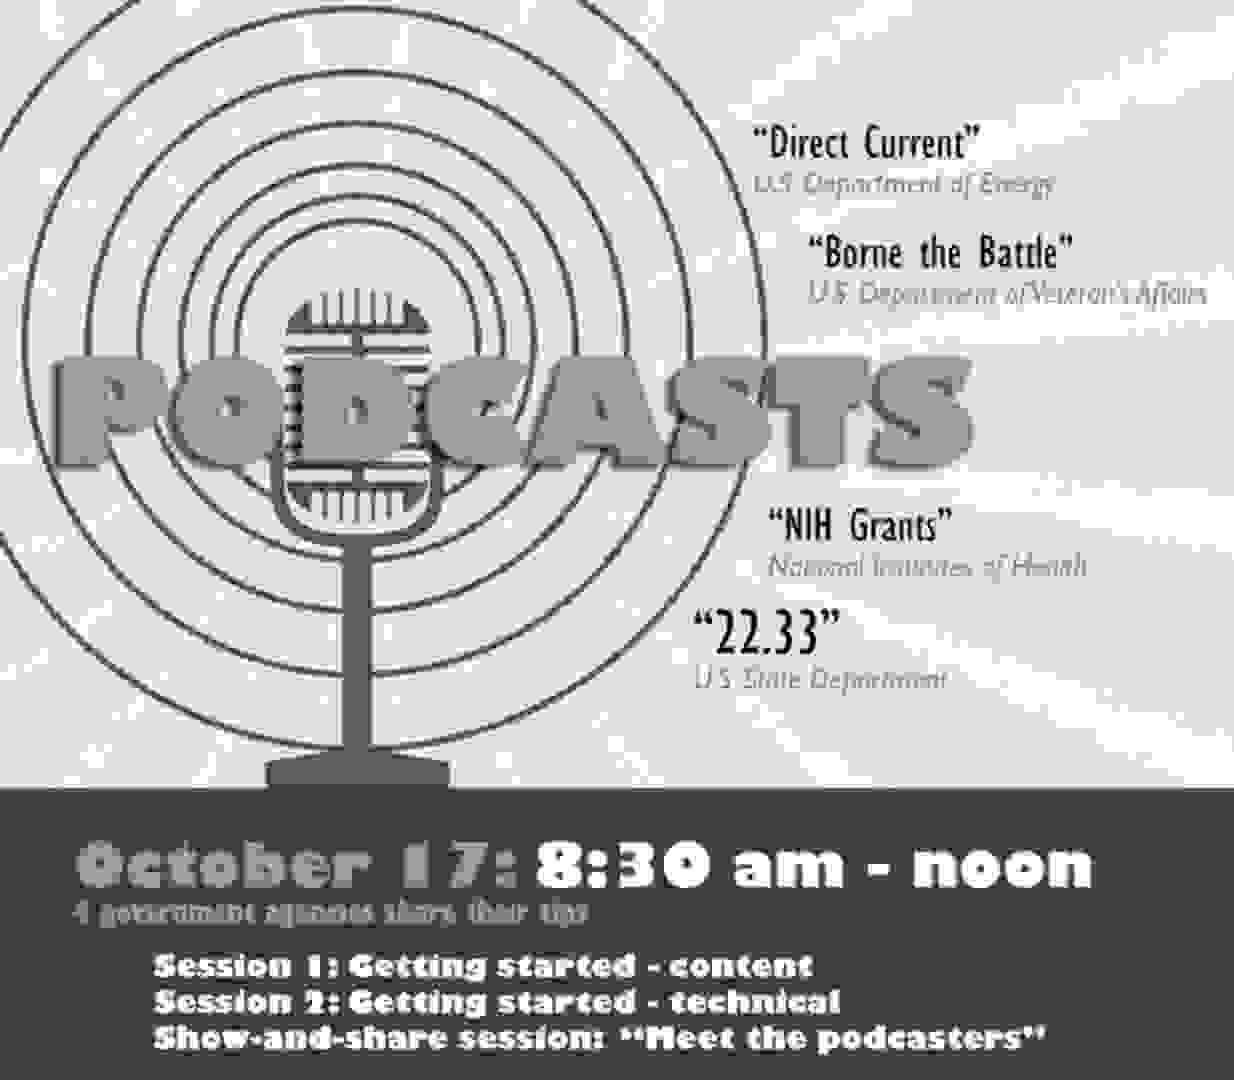 “Direct Current”
U.S. Department of Energy
“Borne the Battle”
U.S. Department of Veteran's Affairs
PODCASTS
“NIH Grants”
National Institutes of Health
“22.33”
U.S. State Department
October 17: 8:30 am - noon
4 government agencies share their tips
Session 1: Getting started - content
Session 2: Getting started - technical
Show-and-share session: “Meet the podcasters”